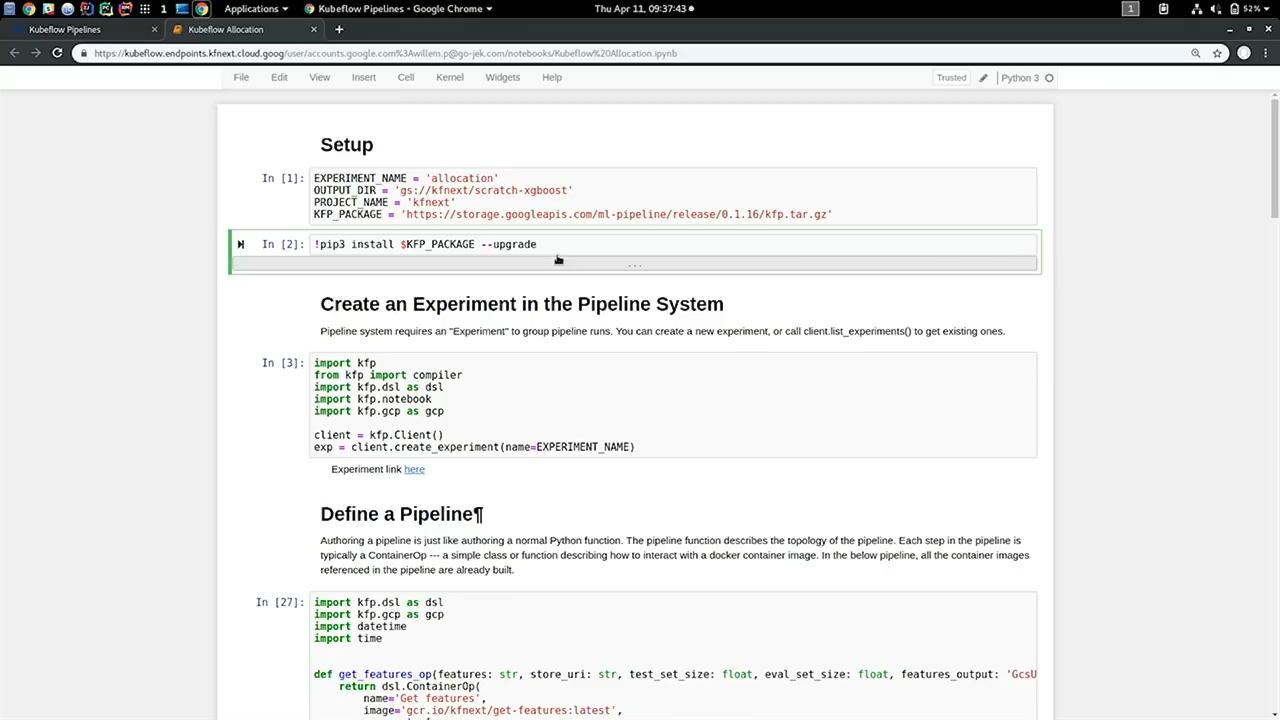 Applications
Kubeflow Pipelines - Google Chrome
Thu Apr 11, 09:37:43
1
52%
Kubeflow Pipelines
Kubeflow Allocation
https://kubeflow.endpoints.kfnext.cloud.goog/user/accounts.google.com%3Awillem.p@go-jek.com/notebooks/Kubeflow%20Allocation.ipynb
File Edit View Insert Cell Kernel Widgets Help
Trusted
Python 3
Setup
In [1]:
EXPERIMENT_NAME = 'allocation'
OUTPUT_DIR = 'gs://kfnext/scratch-xgboost'
PROJECT_NAME = 'kfnext'
KFP_PACKAGE = 'https://storage.googleapis.com/ml-pipeline/release/0.1.16/kfp.tar.gz'
In [2]:
!pip3 install $KFP_PACKAGE --upgrade
...
Create an Experiment in the Pipeline System
Pipeline system requires an "Experiment" to group pipeline runs. You can create a new experiment, or call client.list_experiments() to get existing ones.
In [3]:
import kfp
from kfp import compiler
import kfp.dsl as dsl
import kfp.notebook
import kfp.gcp as gcp
client = kfp.Client()
exp = client.create_experiment(name=EXPERIMENT_NAME)
Experiment link here
Define a Pipeline¶
Authoring a pipeline is just like authoring a normal Python function. The pipeline function describes the topology of the pipeline. Each step in the pipeline is
typically a ContainerOp --- a simple class or function describing how to interact with a docker container image. In the below pipeline, all the container images
referenced in the pipeline are already built.
In [27]:
import kfp.dsl as dsl
import kfp.gcp as gcp
import datetime
import time
def get_features_op(features: str, store_uri: str, test_set_size: float, eval_set_size: float, features_output: 'GcsU
return dsl.ContainerOp(
name='Get features',
image='gcr.io/kfnext/get-features:latest',